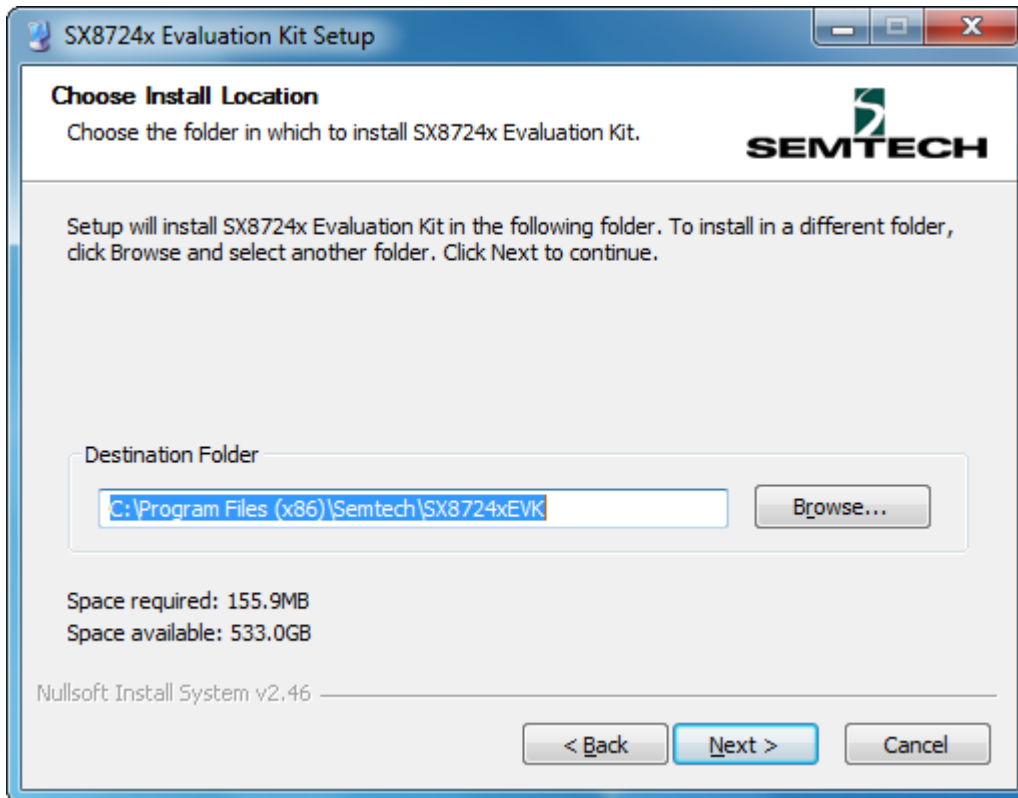 SX8724x Evaluation Kit Setup
Choose Install Location
Choose the folder in which to install SX8724x Evaluation Kit.
SEMTECH
Setup will install SX8724x Evaluation Kit in the following folder. To install in a different folder,
click Browse and select another folder. Click Next to continue.
Destination Folder
C:\Program Files (x86)\Semtech\SX8724xEVK
Browse...
Space required: 155.9MB
Space available: 533.0GB
Nullsoft Install System v2.46
< Back
Next >
Cancel